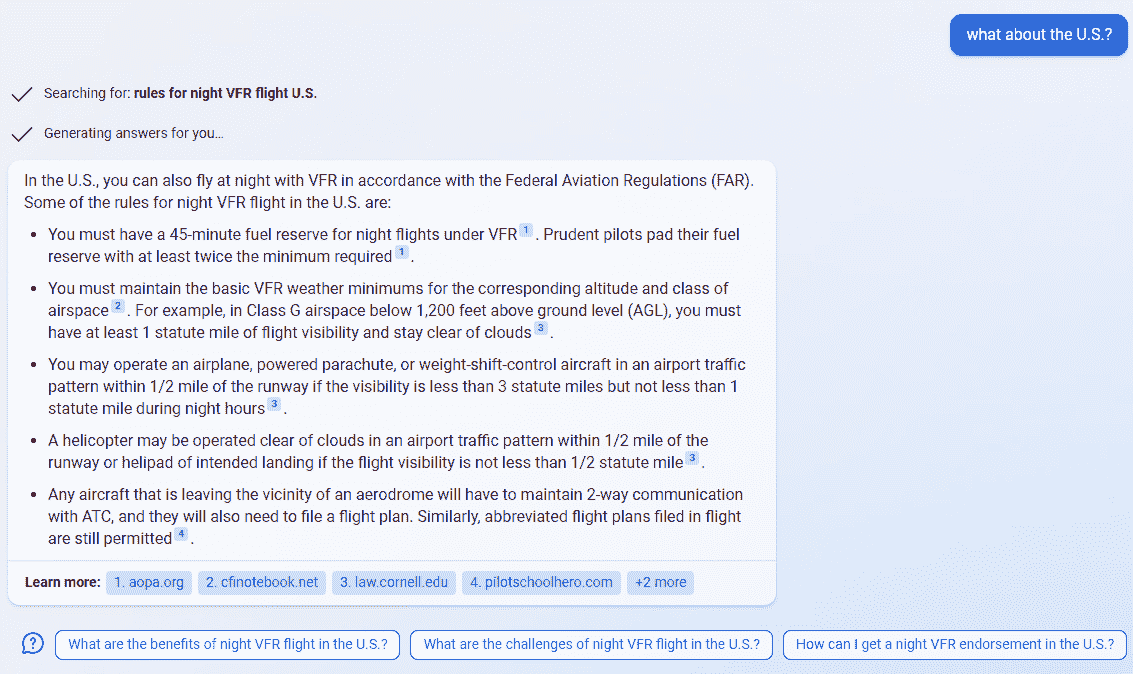 what about the U.S.?
Searching for: rules for night VFR flight U.S.
Generating answers for you...
In the U.S., you can also fly at night with VFR in accordance with the Federal Aviation Regulations (FAR).
Some of the rules for night VFR flight in the U.S. are:
• You must have a 45-minute fuel reserve for night flights under VFR 1 . Prudent pilots pad their fuel
reserve with at least twice the minimum required 1 .
• You must maintain the basic VFR weather minimums for the corresponding altitude and class of
airspace 2 . For example, in Class G airspace below 1,200 feet above ground level (AGL), you must
have at least 1 statute mile of flight visibility and stay clear of clouds 3 .
• You may operate an airplane, powered parachute, or weight-shift-control aircraft in an airport traffic
pattern within 1/2 mile of the runway if the visibility is less than 3 statute miles but not less than 1
statute mile during night hours 3 .
• A helicopter may be operated clear of clouds in an airport traffic pattern within 1/2 mile of the
runway or helipad of intended landing if the flight visibility is not less than 1/2 statute mile 3 .
• Any aircraft that is leaving the vicinity of an aerodrome will have to maintain 2-way communication
with ATC, and they will also need to file a flight plan. Similarly, abbreviated flight plans filed in flight
are still permitted 4 .
Learn more: 1. aopa.org 2. cfinotebook.net 3. law.cornell.edu 4. pilotschoolhero.com +2 more
What are the benefits of night VFR flight in the U.S.? What are the challenges of night VFR flight in the U.S.? How can I get a night VFR endorsement in the U.S.?